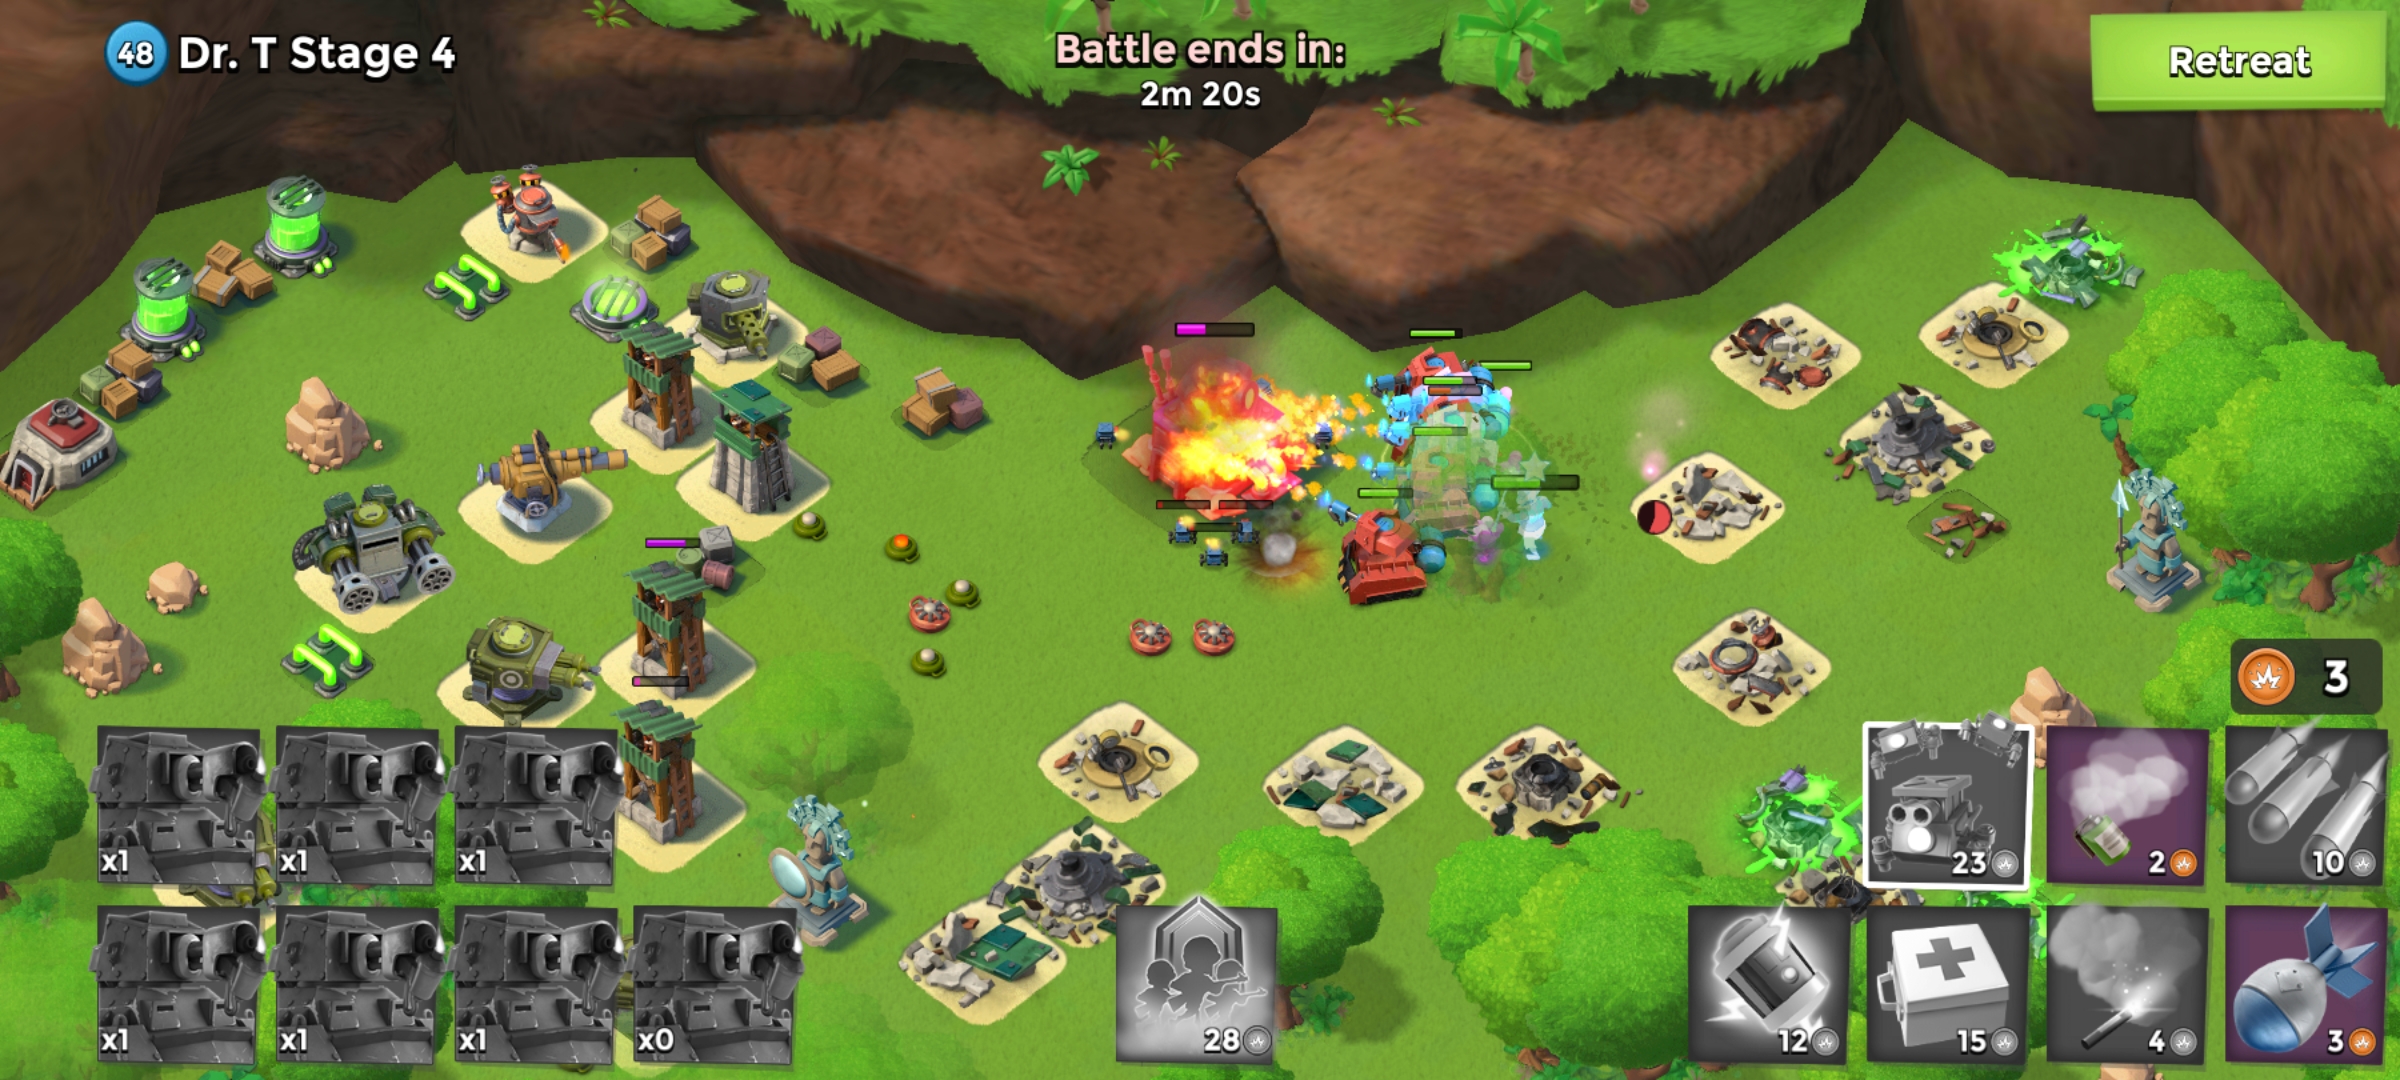 48 Dr. T Stage 4
Battle ends in:
2m 20s
Retreat
3
x1
x1
x1
23
2
10
x1
x1
x1
x0
28
12
15
4
3